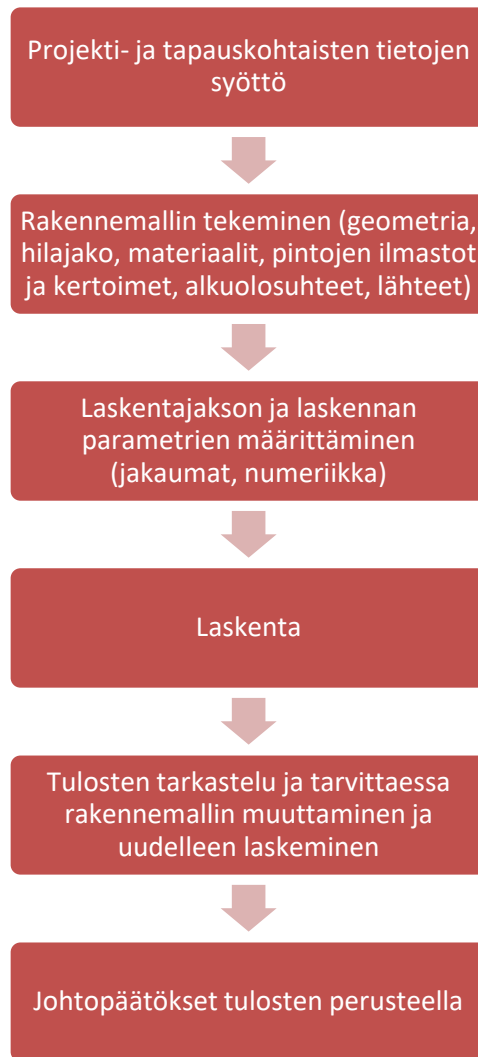 Projekti- ja tapauskohtaisten tietojen
syöttö
Rakennemallin tekeminen (geometria,
hilajako, materiaalit, pintojen ilmastot
ja kertoimet, alkuolosuhteet, lähteet)
Laskentajakson ja laskennan
parametrien määrittäminen
(jakaumat, numeriikka)
Laskenta
Tulosten tarkastelu ja tarvittaessa
rakennemallin muuttaminen ja
uudelleen laskeminen
Johtopäätökset tulosten perusteella